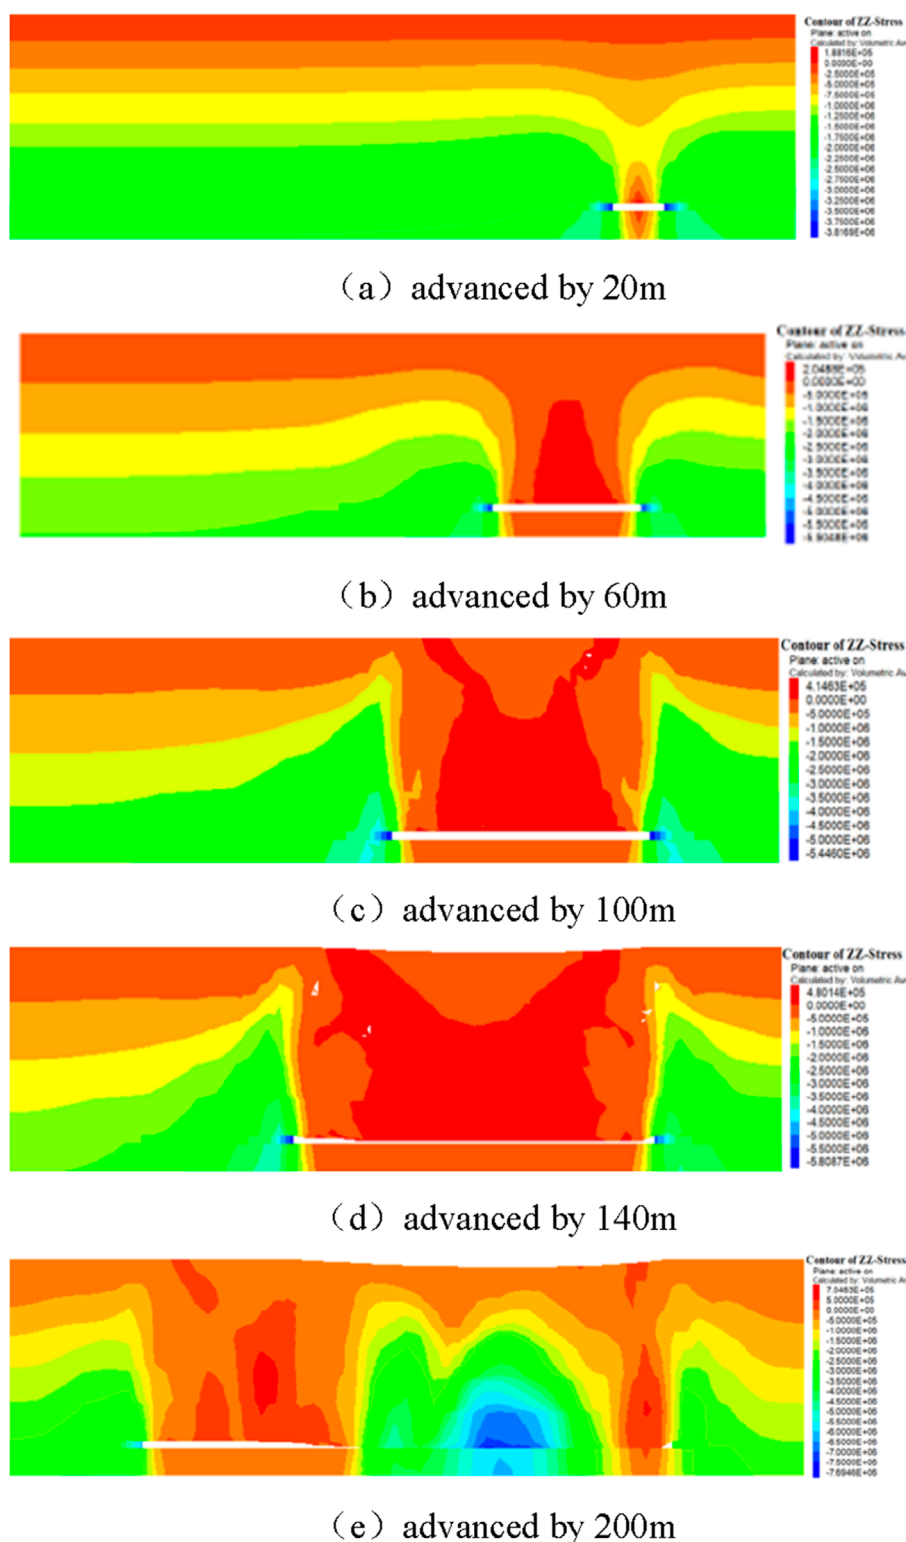 Contour of ZZ-Stress
Plane: active on
Calculated by: Volumetric Av
1.8816E+05
0.0000E+00
-2.5000E+05
-5.0000E+05
-7.5000E+05
-1.0000E+06
-1.2500E+06
-1.5000E+06
-1.7500E+06
-2.0000E+06
-2.2500E+06
-2.5000E+06
-2.7500E+06
-3.0000E+06
-3.2500E+06
-3.5000E+06
-3.7500E+06
-3.8169E+06
（a）advanced by 20m
Contour of ZZ-Stress
Plane: active on
Calculated by: Volumetric Av
0.0000E+00
-5.0000E+05
-1.0000E+06
-1.5000E+06
-2.0000E+06
-2.5000E+06
-3.0000E+06
-3.5000E+06
-4.0000E+06
-4.5000E+06
-5.0000E+06
-5.5000E+06
-5.5048E+06
（b）advanced by 60m
Contour of ZZ-Stress
Plane: active on
Calculated by: Volumetric Av
4.1463E+05
0.0000E+00
-5.0000E+05
-1.0000E+06
-1.5000E+06
-2.0000E+06
-2.5000E+06
-3.0000E+06
-3.5000E+06
-4.0000E+06
-4.5000E+06
-5.0000E+06
-5.4460E+06
（c）advanced by 100m
Contour of ZZ-Stress
Plane: active on
Calculated by: Volumetric Av
4.8014E+05
0.0000E+00
-5.0000E+05
-1.0000E+06
-1.5000E+06
-2.0000E+06
-2.5000E+06
-3.0000E+06
-3.5000E+06
-4.0000E+06
-4.5000E+06
-5.0000E+06
-5.5000E+06
-5.8087E+06
（d）advanced by 140m
Contour of ZZ-Stress
Plane: active on
Calculated by: Volumetric Av
7.0463E+05
5.0000E+05
0.0000E+00
-5.0000E+05
-1.0000E+06
-1.5000E+06
-2.0000E+06
-2.5000E+06
-3.0000E+06
-3.5000E+06
-4.0000E+06
-4.5000E+06
-5.0000E+06
-5.5000E+06
-6.0000E+06
-6.5000E+06
-7.0000E+06
-7.5000E+06
-7.6946E+06
（e）advanced by 200m